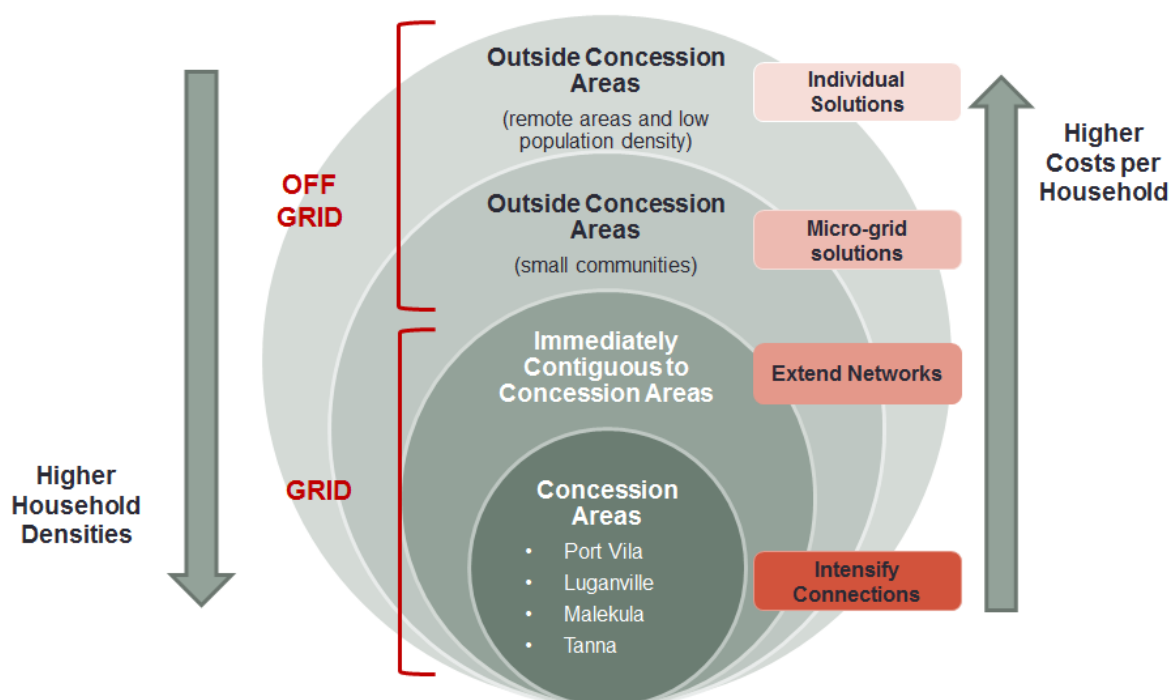 Outside Concession
Areas
(remote areas and low
population density)
Individual
Solutions
Higher
Costs per
Household
OFF
GRID
Outside Concession
Areas
(small communities)
Micro-grid
solutions
Immediately
Contiguous to
Concession Areas
Extend Networks
Higher
Household
Densities
GRID
Concession
Areas
• Port Vila
• Luganville
• Malekula
• Tanna
Intensify
Connections